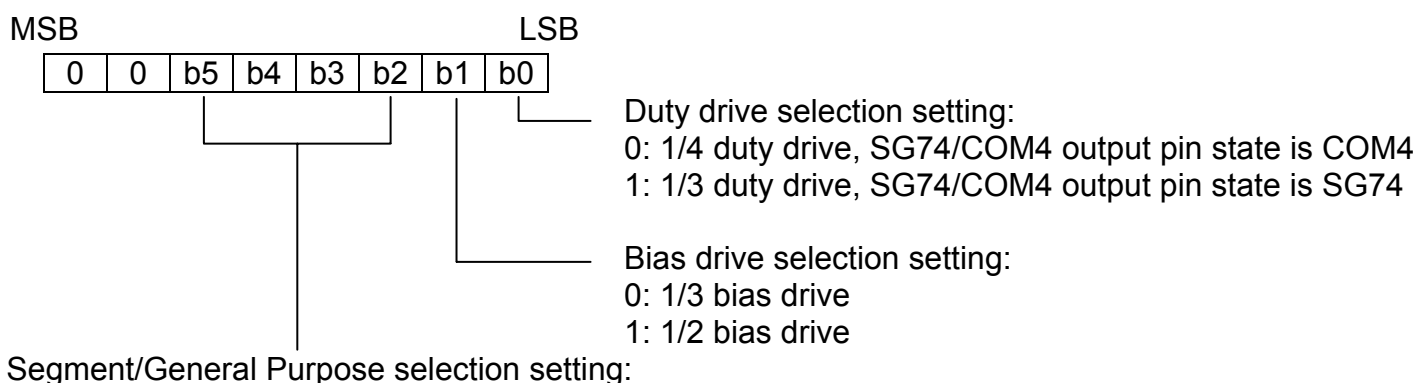 MSB LSB
0 0 b5 b4 b3 b2 b1 b0
Duty drive selection setting:
0: 1/4 duty drive, SG74/COM4 output pin state is COM4
1: 1/3 duty drive, SG74/COM4 output pin state is SG74
Bias drive selection setting:
0: 1/3 bias drive
1: 1/2 bias drive
Segment/General Purpose selection setting: